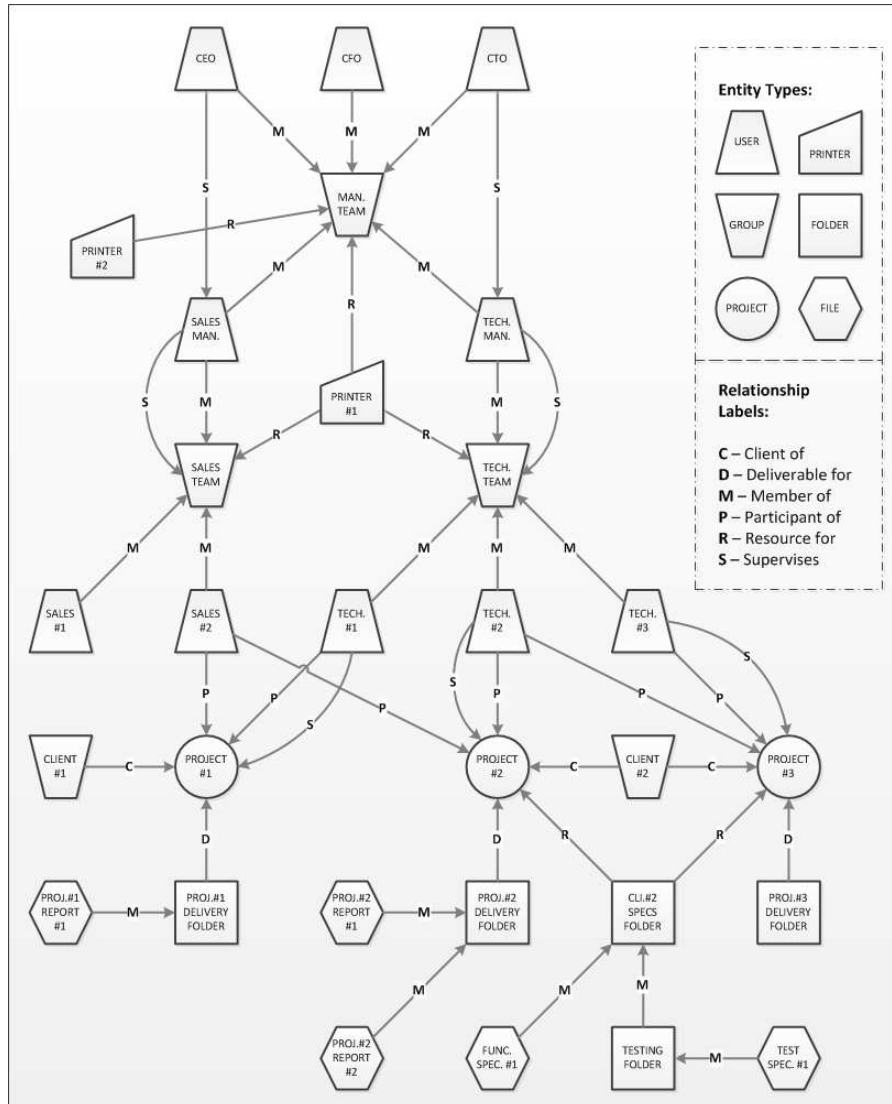 CEO
CFO
CTO
M
M
M
S
S
MAN.
TEAM
R
PRINTER
#2
M
M
R
SALES
MAN.
TECH.
MAN.
PRINTER
#1
S
M
M
S
R
R
SALES
TEAM
TECH.
TEAM
M
M
M
M
M
SALES
#1
SALES
#2
TECH.
#1
TECH.
#2
TECH.
#3
P
P
S
P
S
P
P
P
S
CLIENT
#1
C
PROJECT
#1
PROJECT
#2
C
CLIENT
#2
C
PROJECT
#3
D
D
R
R
D
PROJ.#1
REPORT
#1
M
PROJ.#1
DELIVERY
FOLDER
PROJ.#2
REPORT
#1
M
PROJ.#2
DELIVERY
FOLDER
CLI.#2
SPECS
FOLDER
PROJ.#3
DELIVERY
FOLDER
M
M
M
PROJ.#2
REPORT
#2
FUNC.
SPEC. #1
TESTING
FOLDER
M
TEST
SPEC. #1
Entity Types:
USER
PRINTER
GROUP
FOLDER
PROJECT
FILE
Relationship
Labels:
C – Client of
D – Deliverable for
M – Member of
P – Participant of
R – Resource for
S – Supervises